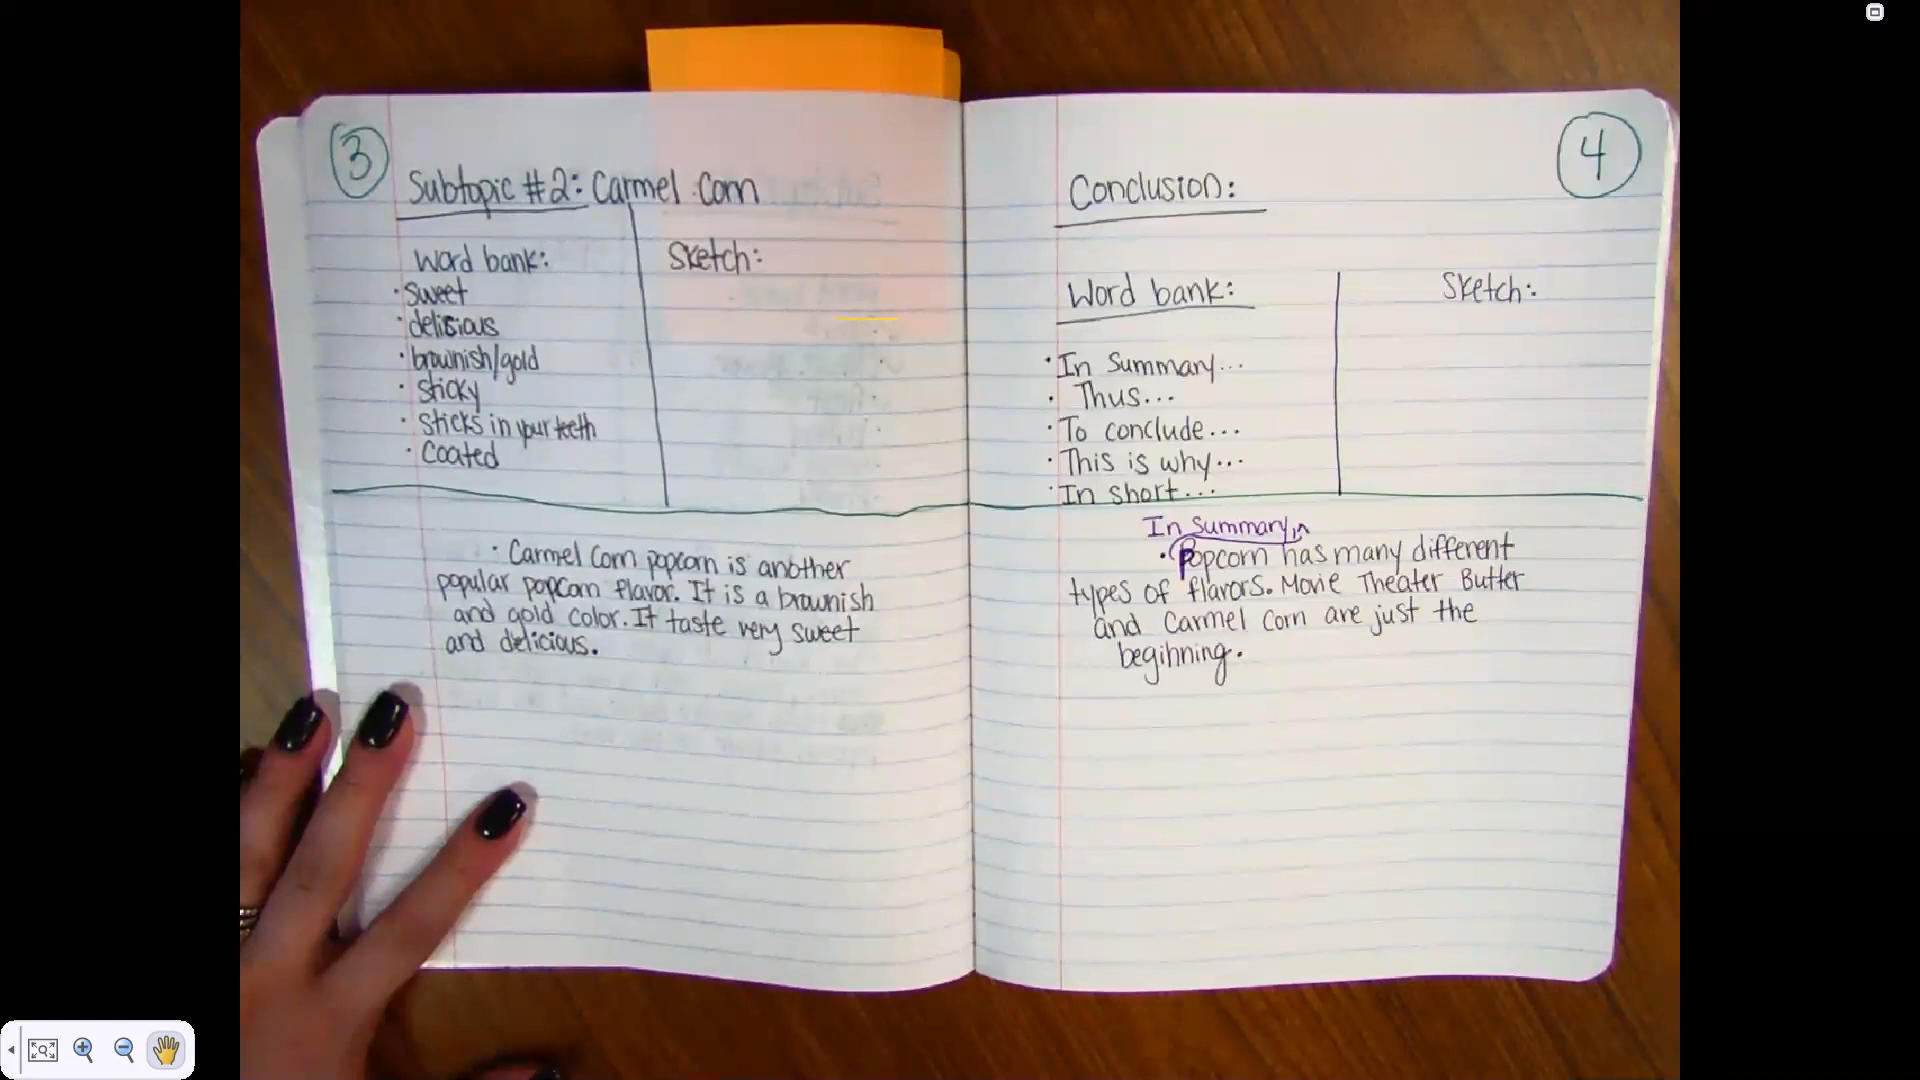 3
Subtopic #2: Carmel Corn
Word bank:
Sketch:
· Sweet
· delicious
· brownish/gold
· Sticky
· Sticks in your teeth
· Coated
· Carmel Corn popcorn is another
popular popcorn flavor. It is a brownish
and gold color. It taste very sweet
and delicious.
4
Conclusion:
Word bank:
Sketch:
· In Summary...
· Thus...
· To conclude...
· This is why...
· In short...
In Summary,
· Popcorn has many different
types of flavors. Movie Theater Butter
and Carmel Corn are just the
beginning.